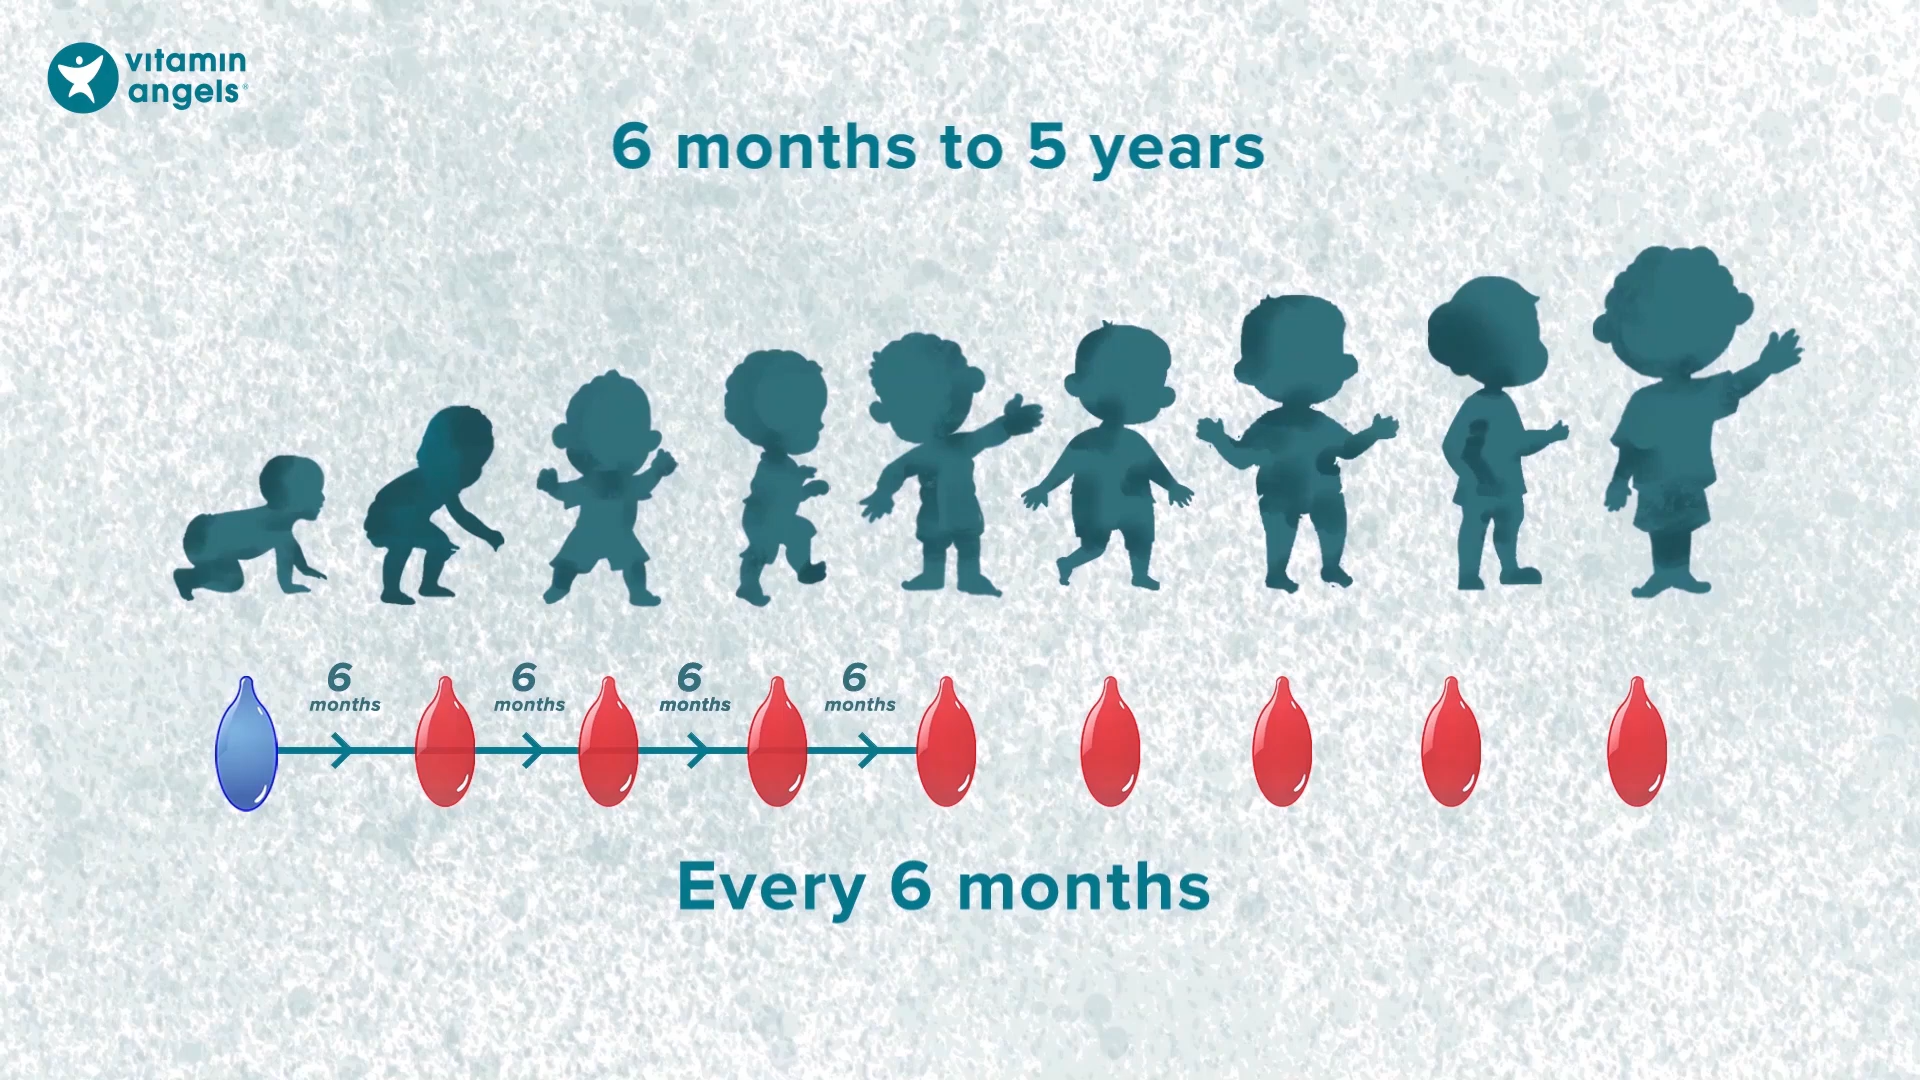 vitamin
angels®
6 months to 5 years
6
months
6
months
6
months
6
months
Every 6 months